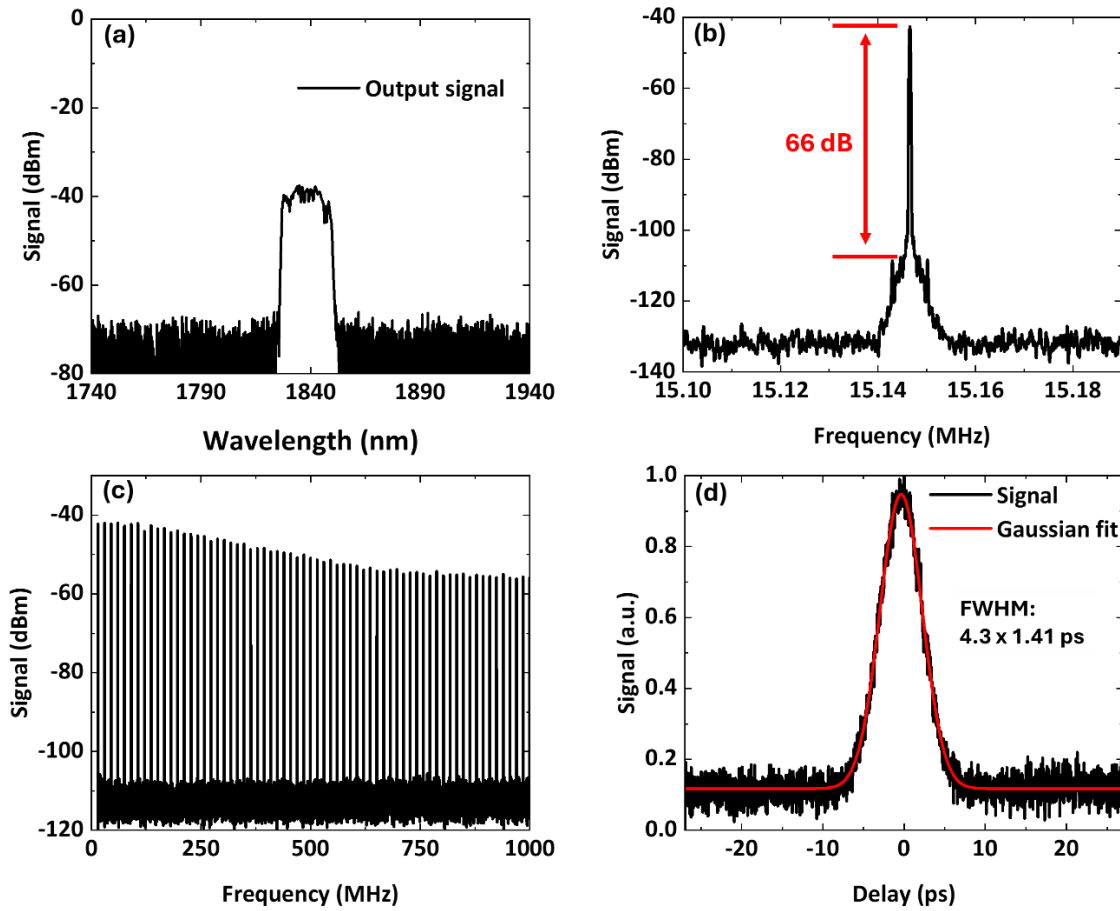 (a)
Output signal
0
-20
-40
-60
-80
1740 1790 1840 1890 1940
Signal (dBm)
Wavelength (nm)
(b)
66 dB
-40
-60
-80
-100
-120
-140
15.10 15.12 15.14 15.16 15.18
Signal (dBm)
Frequency (MHz)
(c)
-40
-60
-80
-100
-120
0 250 500 750 1000
Signal (dBm)
Frequency (MHz)
(d)
Signal
Gaussian fit
FWHM:
4.3 x 1.41 ps
1.0
0.8
0.6
0.4
0.2
0.0
-20 -10 0 10 20
Signal (a.u.)
Delay (ps)